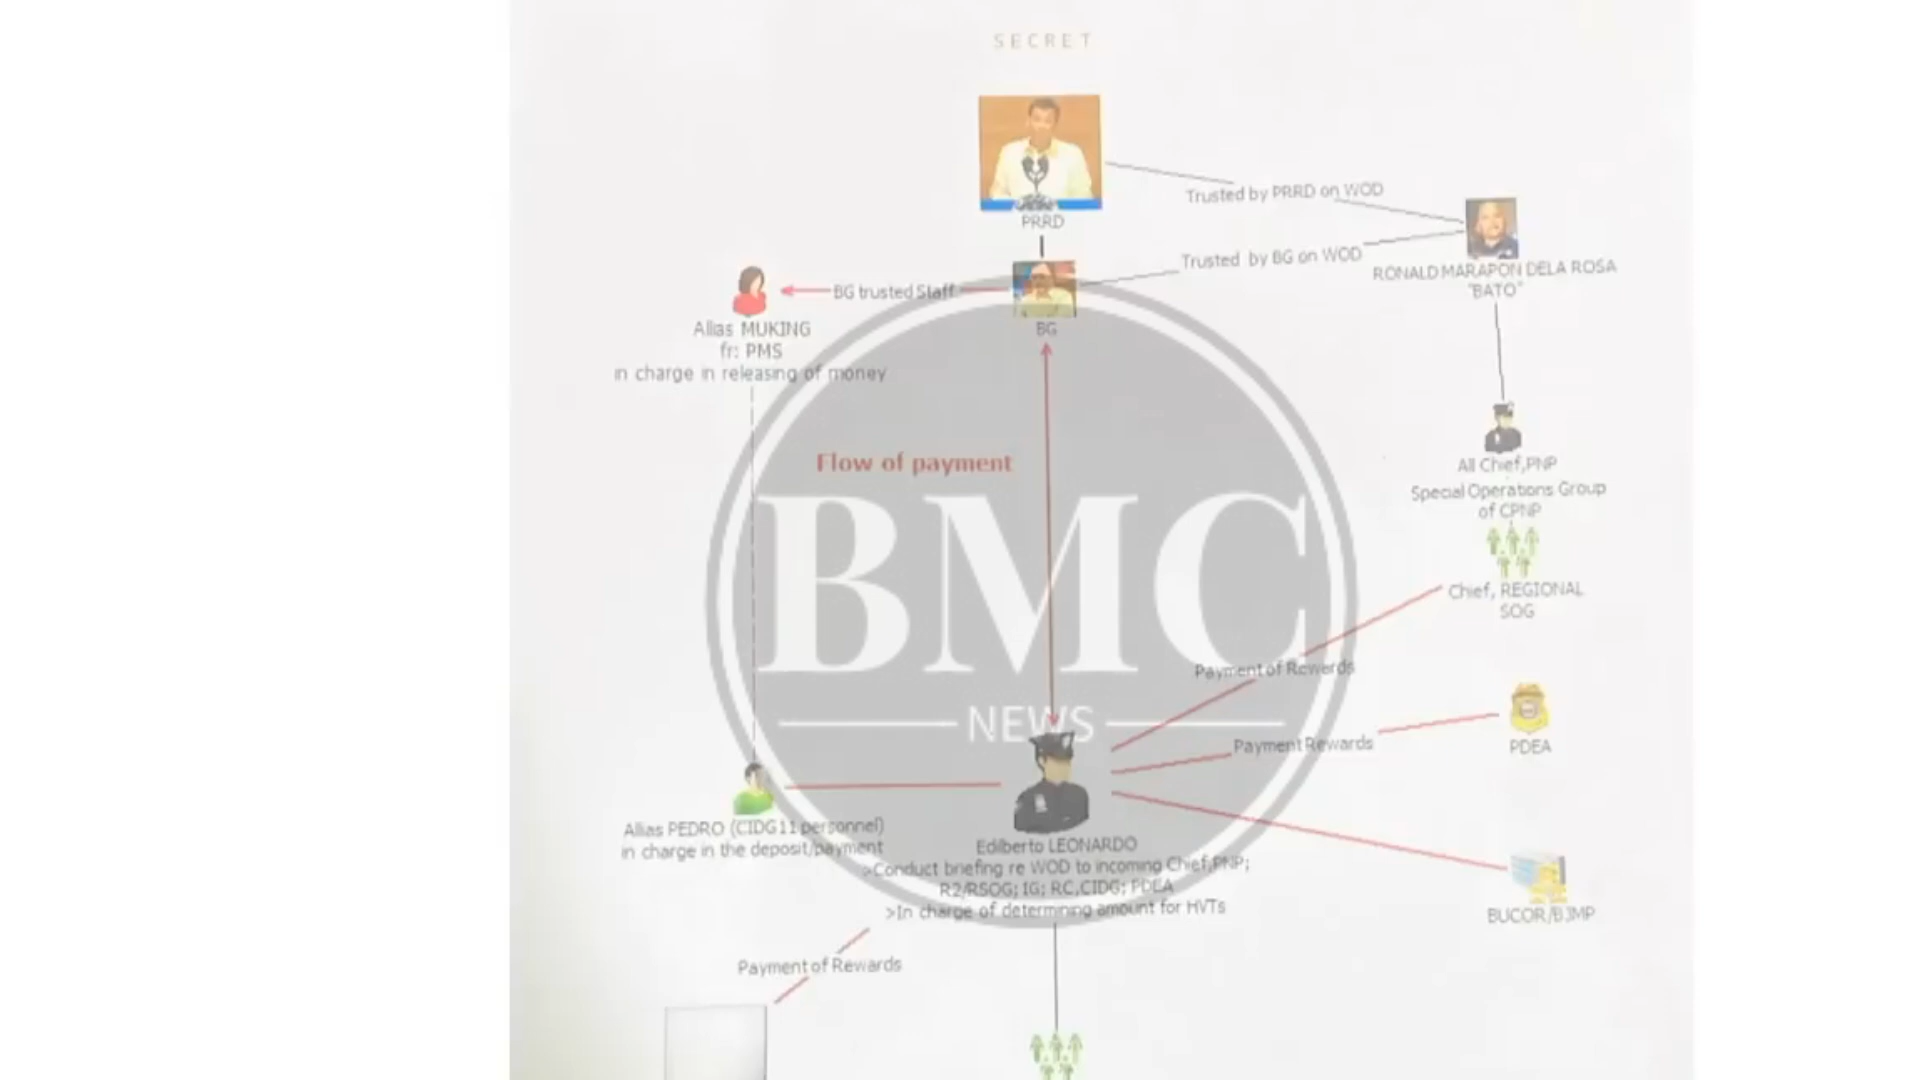 SECRET
PRRD
Trusted by PRRD on WOD
Trusted by BG on WOD
RONALD MARAPON DELA ROSA
"BATO"
BG trusted Staff
BG
Allias MUKING
fr: PMS
in charge in releasing of money
Flow of payment
All Chief,PNP
Special Operations Group
of CPNP
Chief, REGIONAL
SOG
BMC
NEWS
Payment of Rewards
Payment Rewards
PDEA
Allias PEDRO (CIDG11 personnel)
in charge in the deposit/payment
Edilberto LEONARDO
>Conduct briefing re WOD to incoming Chief,PNP;
R2/RSOG; IG; RC,CIDG; PDEA
>In charge of determining amount for HVTs
BUCOR/BJMP
Payment of Rewards